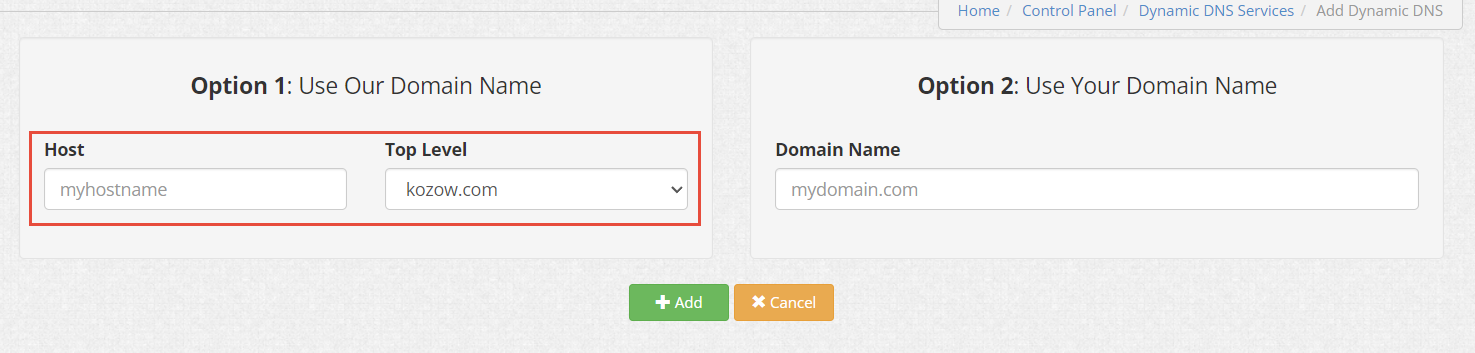 Home / Control Panel / Dynamic DNS Services / Add Dynamic DNS
Option 1: Use Our Domain Name
Host
Top Level
myhostname
kozow.com
Option 2: Use Your Domain Name
Domain Name
mydomain.com
Add
Cancel